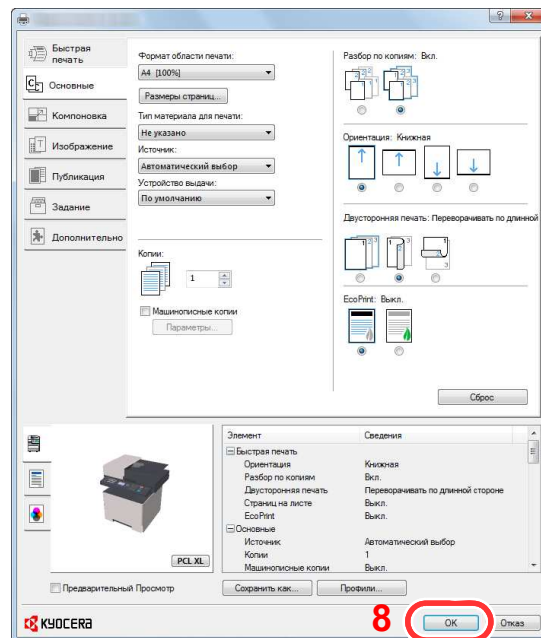 Быстрая
печать
Основные
Компоновка
Изображение
Публикация
Задание
Дополнительно
Формат области печати:
A4 [100%]
Размеры страниц...
Тип материала для печати:
Не указано
Источник:
Автоматический выбор
Устройство выдачи:
По умолчанию
Копии:
1
Машинописные копии
Параметры...
Разбор по копиям: Вкл.
Ориентация: Книжная
Двусторонняя печать: Переворачивать по длинной
EcoPrint: Выкл.
Сброс
PCL XL
Предварительный Просмотр
Элемент Сведения
Быстрая печать
Ориентация Книжная
Разбор по копиям Вкл.
Двусторонняя печать Переворачивать по длинной стороне
Страниц на листе Выкл.
EcoPrint Выкл.
Основные
Источник Автоматический выбор
Копии 1
Машинописные копии Выкл.
Сохранить как... Профили...
KYOCERA
8
OK
Отказ